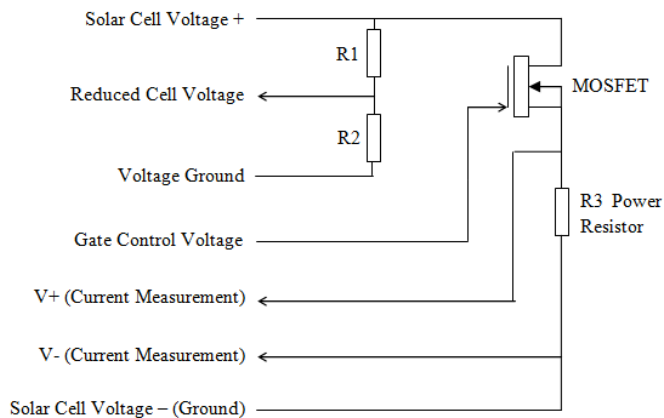 Solar Cell Voltage +
R1
Reduced Cell Voltage
MOSFET
R2
Voltage Ground
R3 Power
Resistor
Gate Control Voltage
V+ (Current Measurement)
V- (Current Measurement)
Solar Cell Voltage – (Ground)